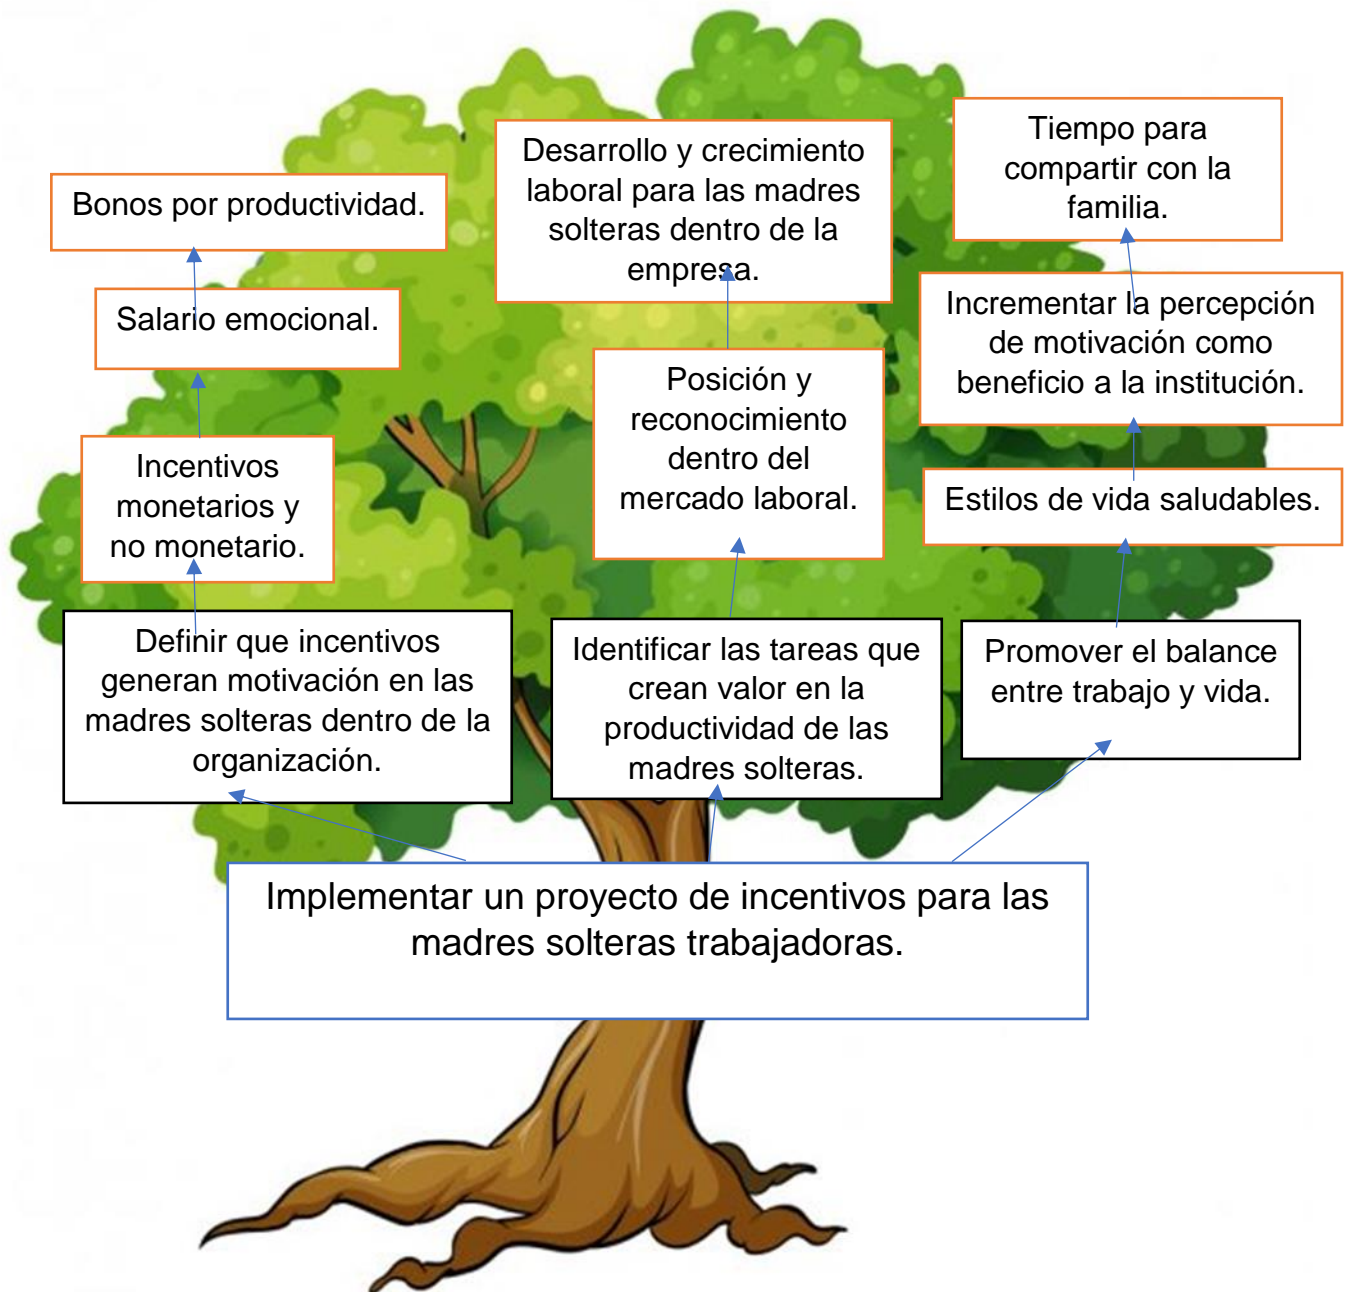 Bonos por productividad.
Salario emocional.
Incentivos
monetarios y
no monetario.
Definir que incentivos
generan motivación en las
madres solteras dentro de la
organización.
Desarrollo y crecimiento
laboral para las madres
solteras dentro de la
empresa.
Posición y
reconocimiento
dentro del
mercado laboral.
Identificar las tareas que
crean valor en la
productividad de las
madres solteras.
Tiempo para
compartir con la
familia.
Incrementar la percepción
de motivación como
beneficio a la institución.
Estilos de vida saludables.
Promover el balance
entre trabajo y vida.
Implementar un proyecto de incentivos para las
madres solteras trabajadoras.